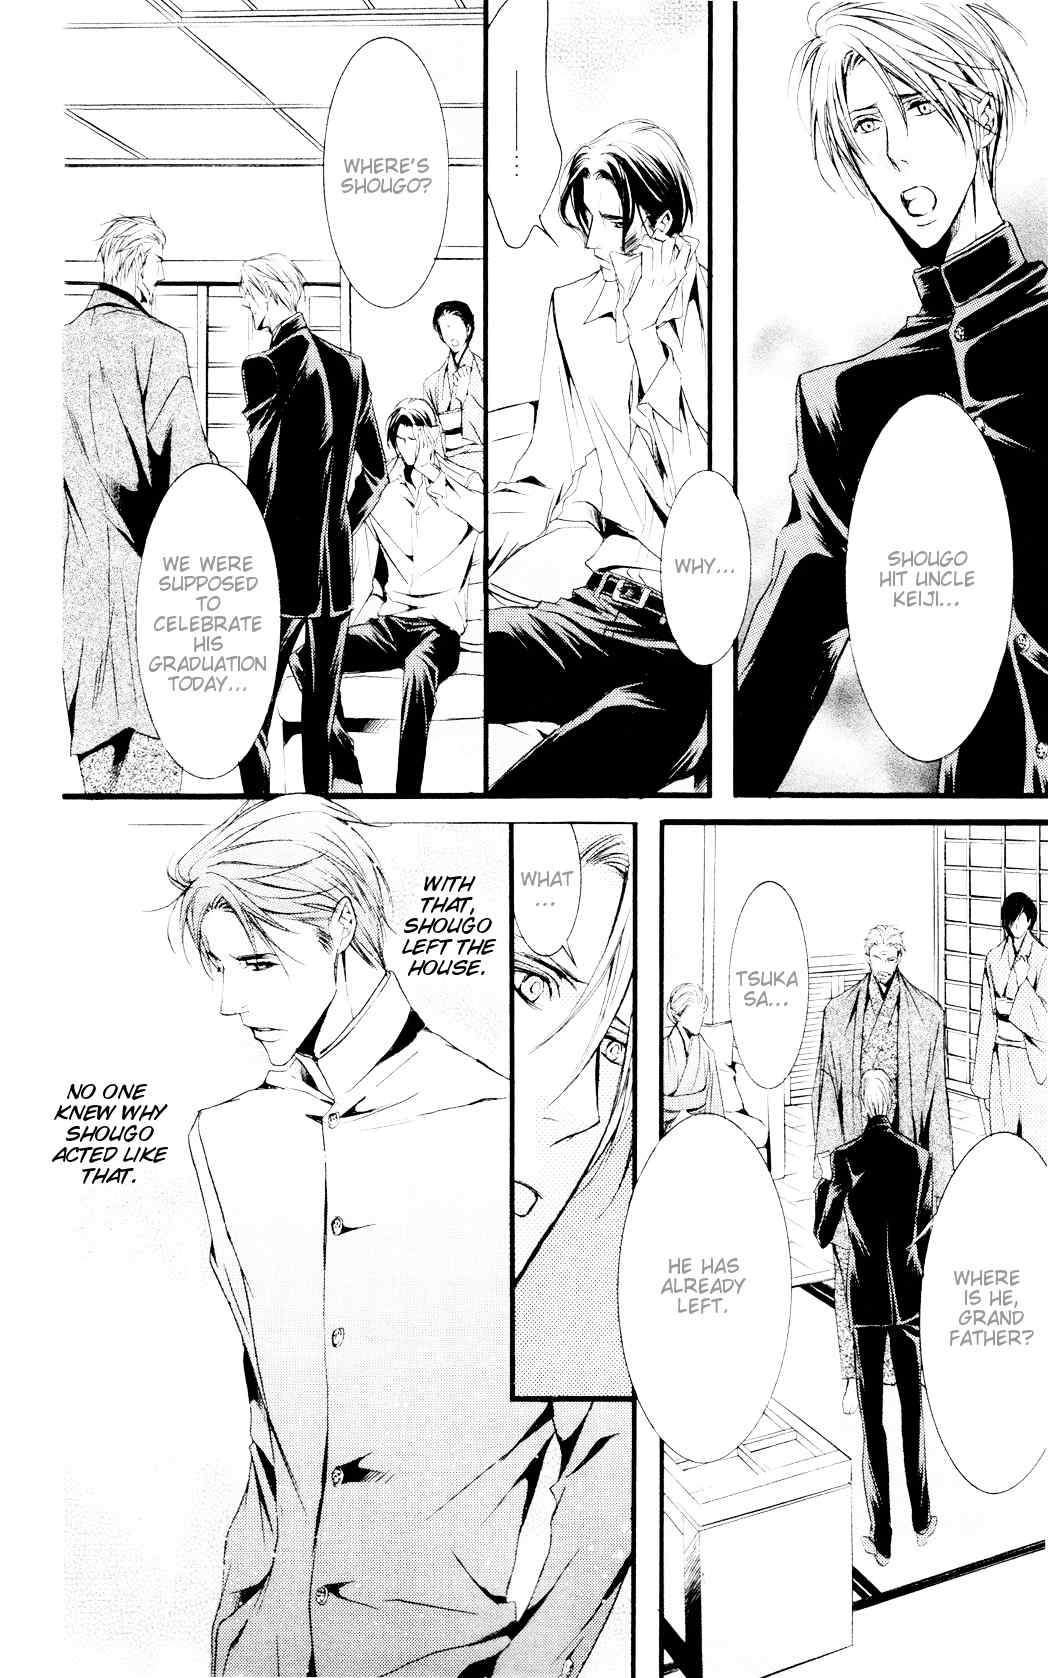 SHOUGO
HIT UNCLE
KEIJI...
......
WHY...
WHERE'S
SHOUGO?
WE WERE
SUPPOSED
TO
CELEBRATE
HIS
GRADUATION
TODAY...
TSUKA
SA...
WHERE
IS HE,
GRAND
FATHER?
HE HAS
ALREADY
LEFT.
WHAT
...
WITH
THAT,
SHOUGO
LEFT THE
HOUSE.
NO ONE
KNEW WHY
SHOUGO
ACTED LIKE
THAT.